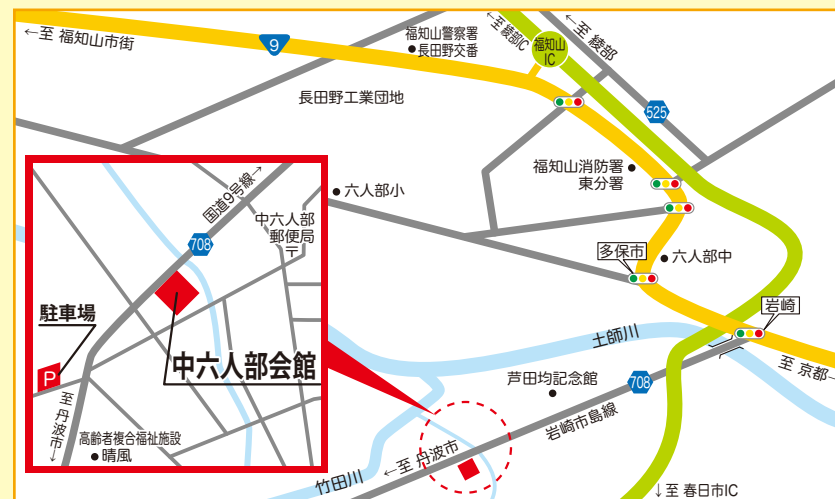 ←至 福知山市街
9
福知山警察署
長田野交番
←至綾部IC
福知山
IC
←至 綾部
長田野工業団地
525
福知山消防署
東分署
六人部小
多保市
六人部中
岩崎
土師川
至 京都→
芦田均記念館
708
岩崎市島線
←至 丹波市
竹田川
↓至 春日市IC
国道9号線→
中六人部
郵便局
〒
708
駐車場
P
中六人部会館
至 丹波市↓
高齢者複合福祉施設
晴風